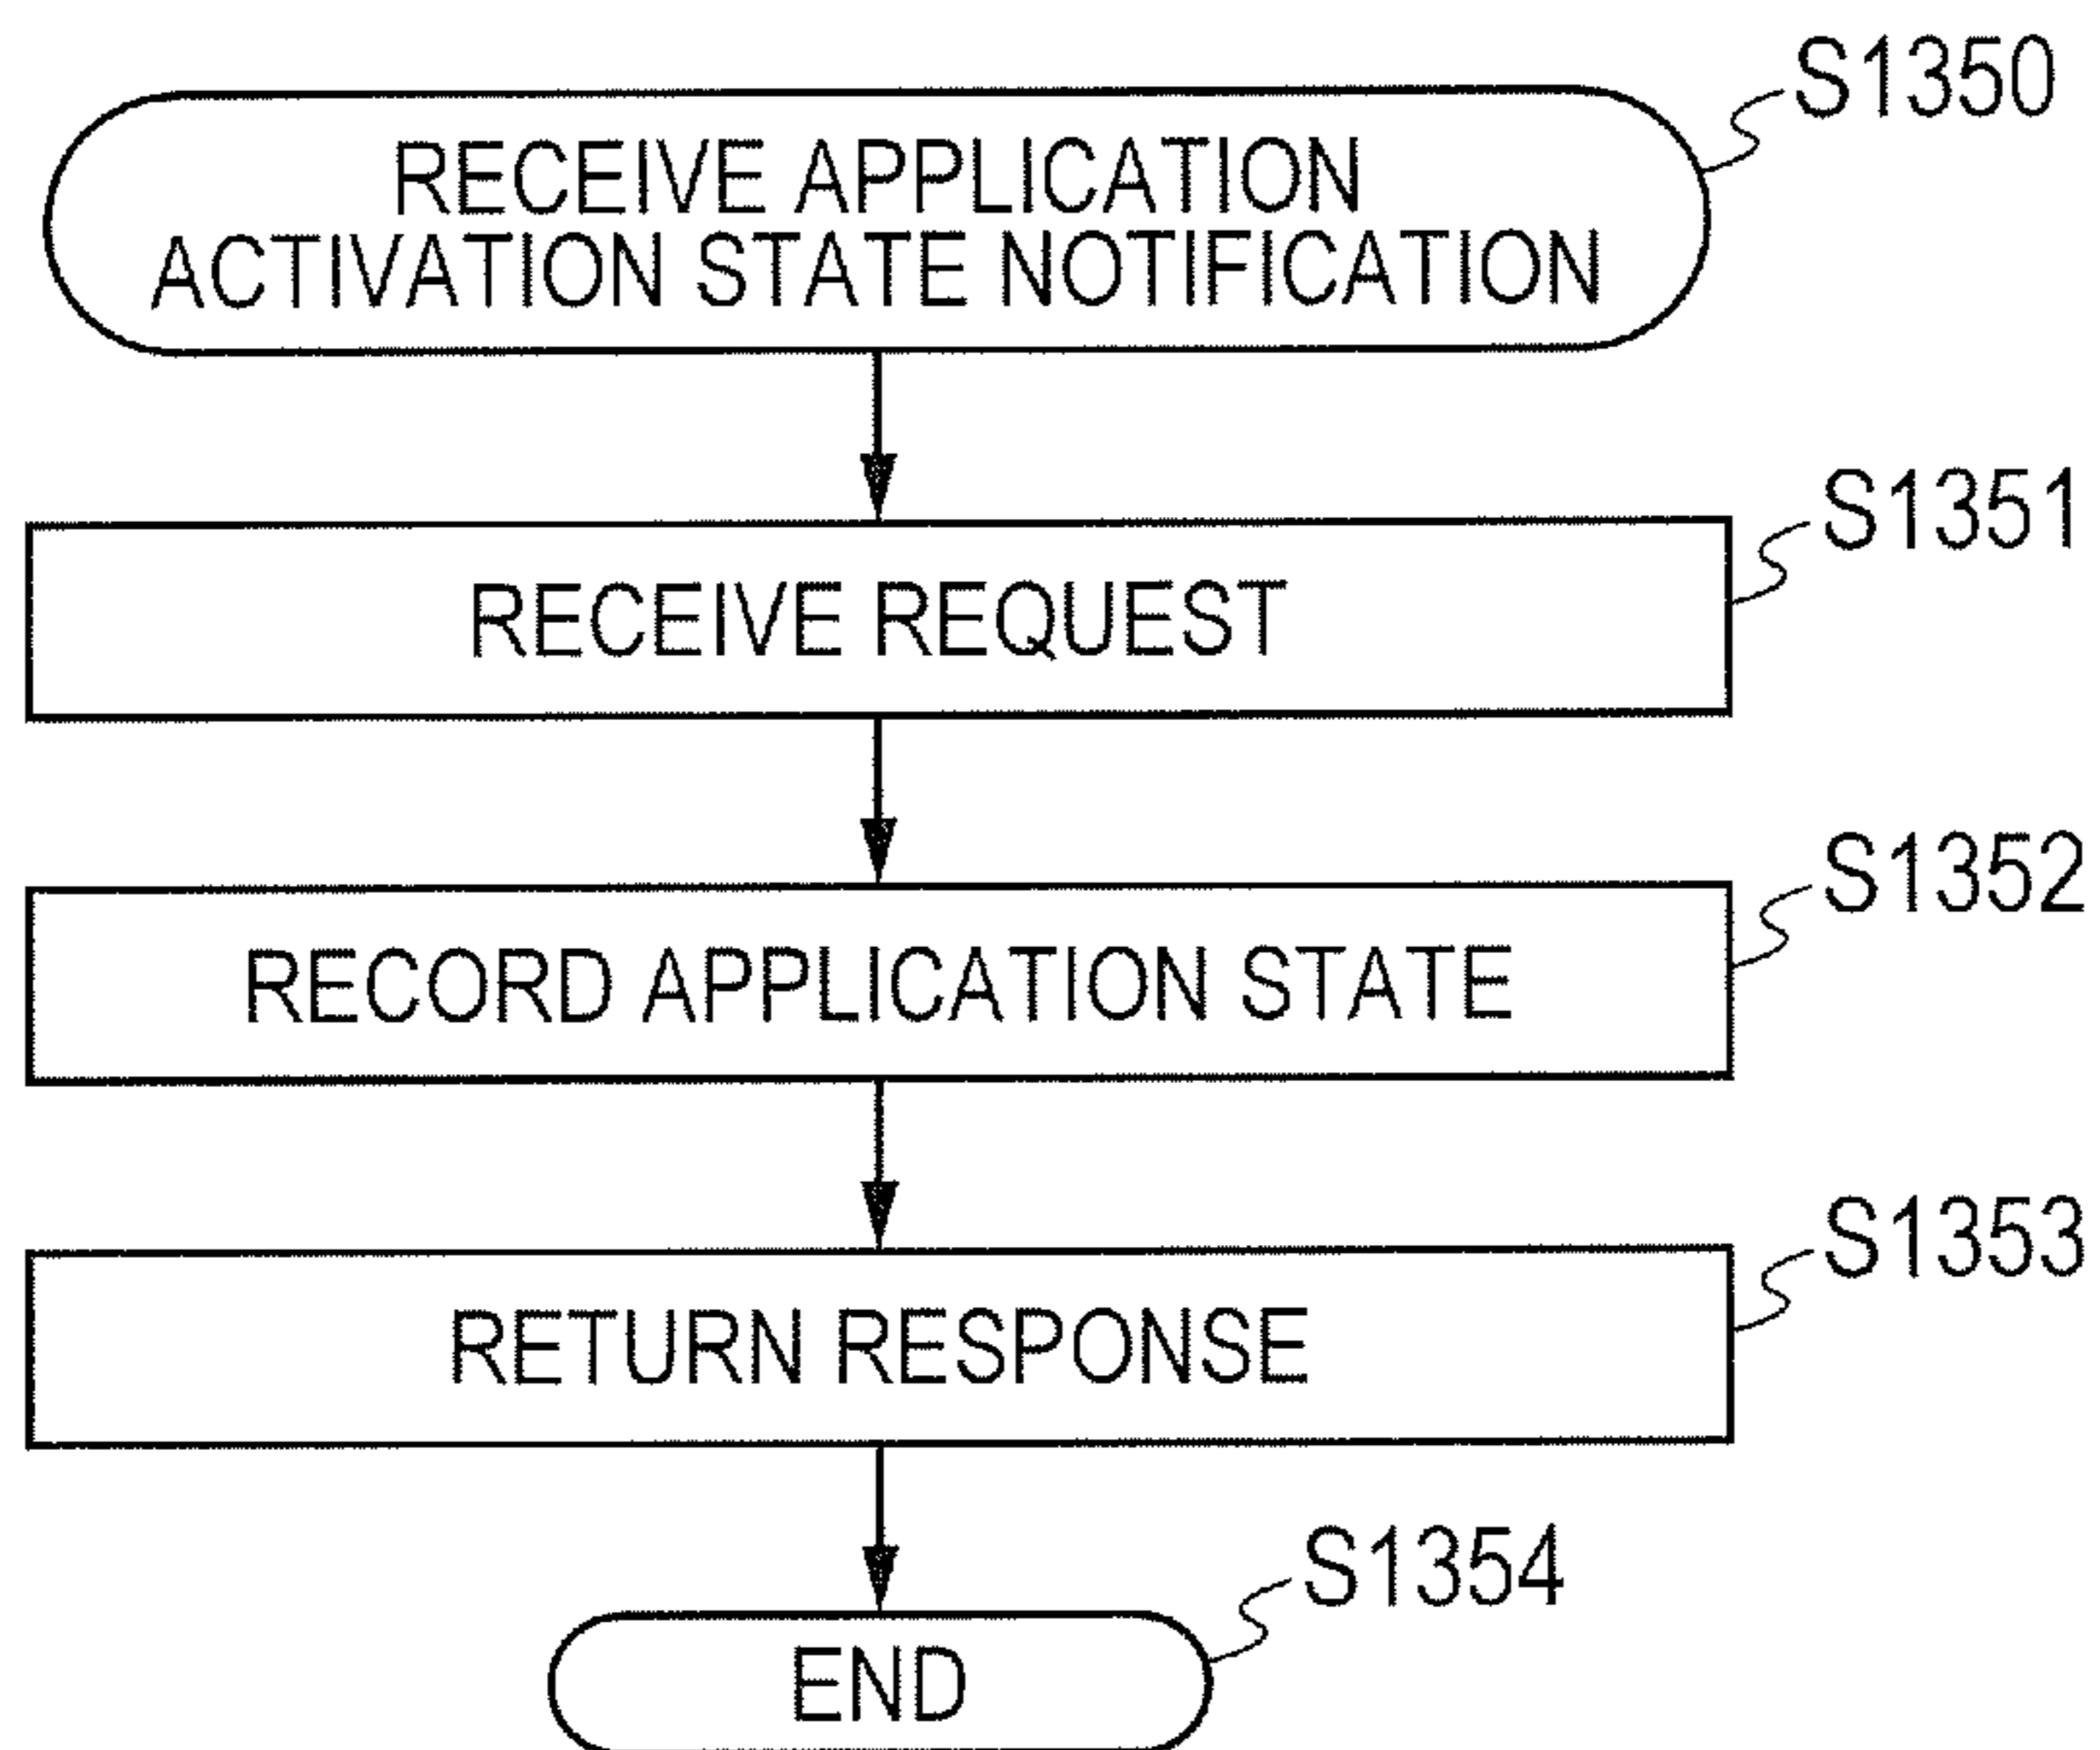 S1350
RECEIVE APPLICATION
ACTIVATION STATE NOTIFICATION
S1351
RECEIVE REQUEST
S1352
RECORD APPLICATION STATE
S1353
RETURN RESPONSE
S1354
END